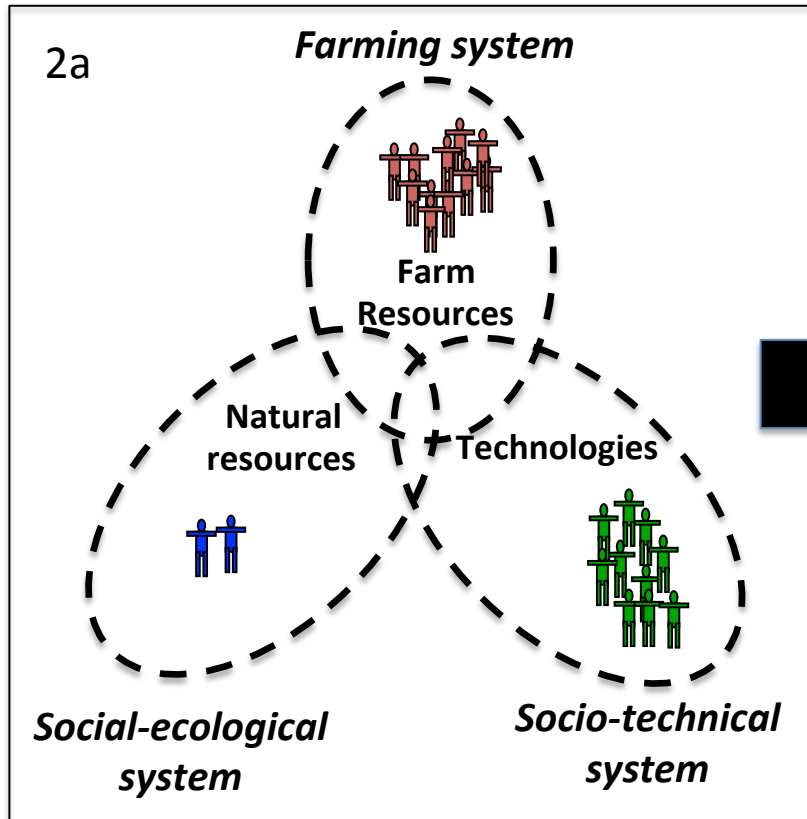 2a
Farming system
Farm
Resources
Natural
resources
Technologies
Social-ecological
system
Socio-technical
system